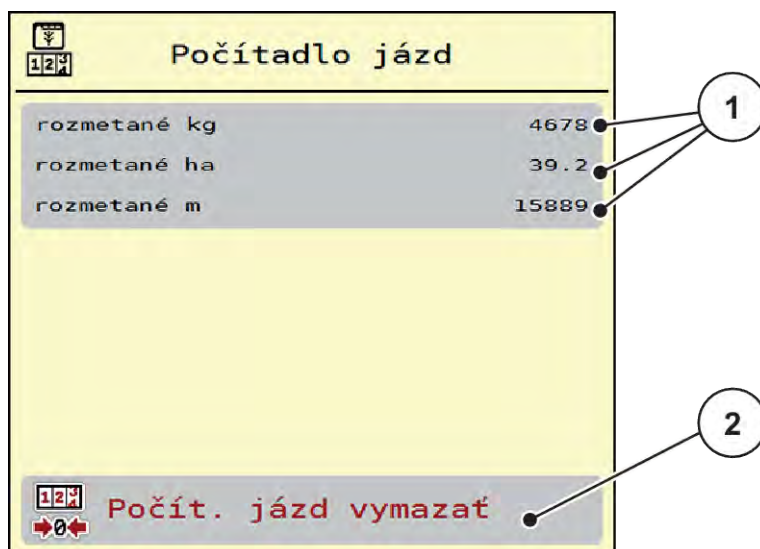 Počítadlo jázd
rozmetané kg 4678
rozmetané ha 39.2
rozmetané m 15889
Počít. jázd vymazať
1
2